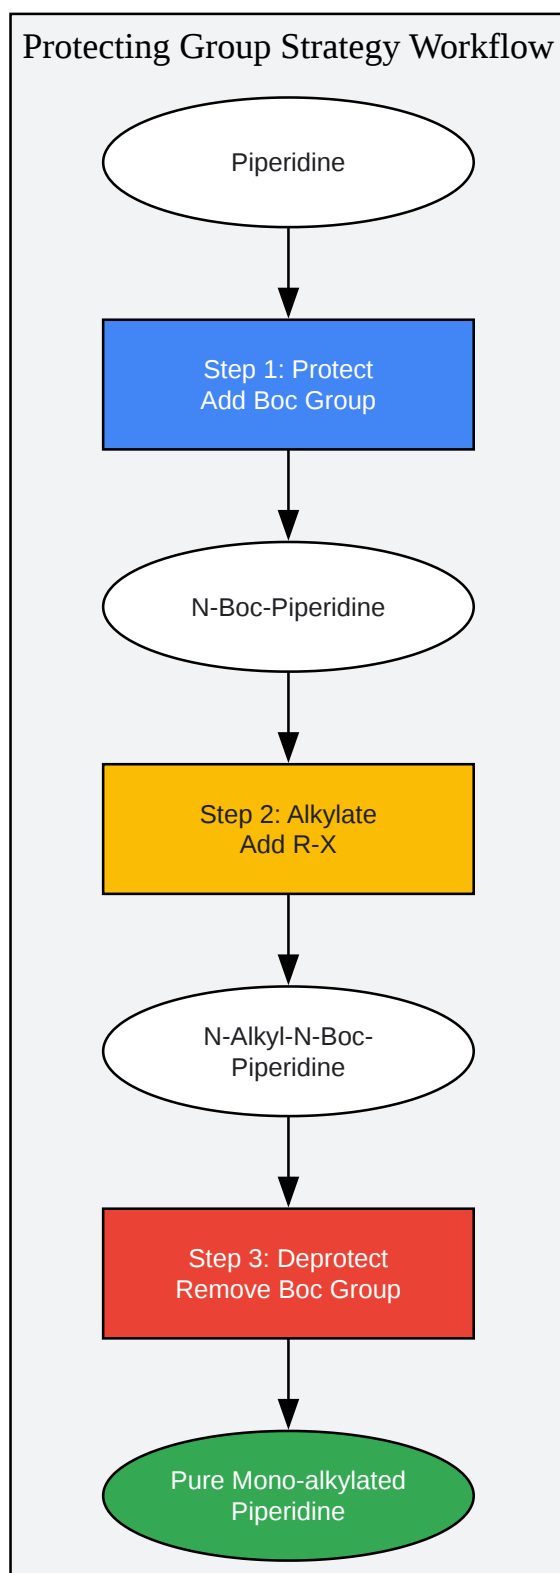 Protecting Group Strategy Workflow
Piperidine
Step 1: Protect
Add Boc Group
N-Boc-Piperidine
Step 2: Alkylate
Add R-X
N-Alkyl-N-Boc-
Piperidine
Step 3: Deprotect
Remove Boc Group
Pure Mono-alkylated
Piperidine